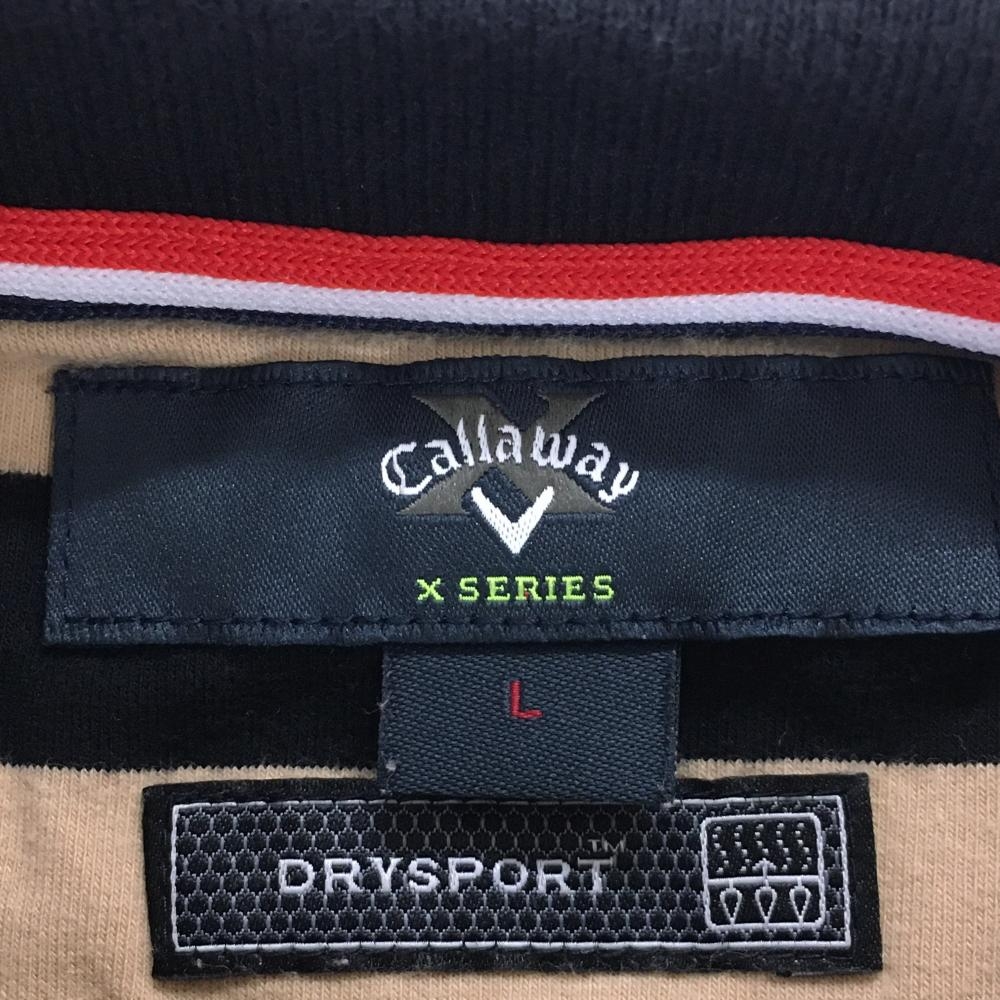 X
Callaway
X SERIES
L
DRYSPORT™